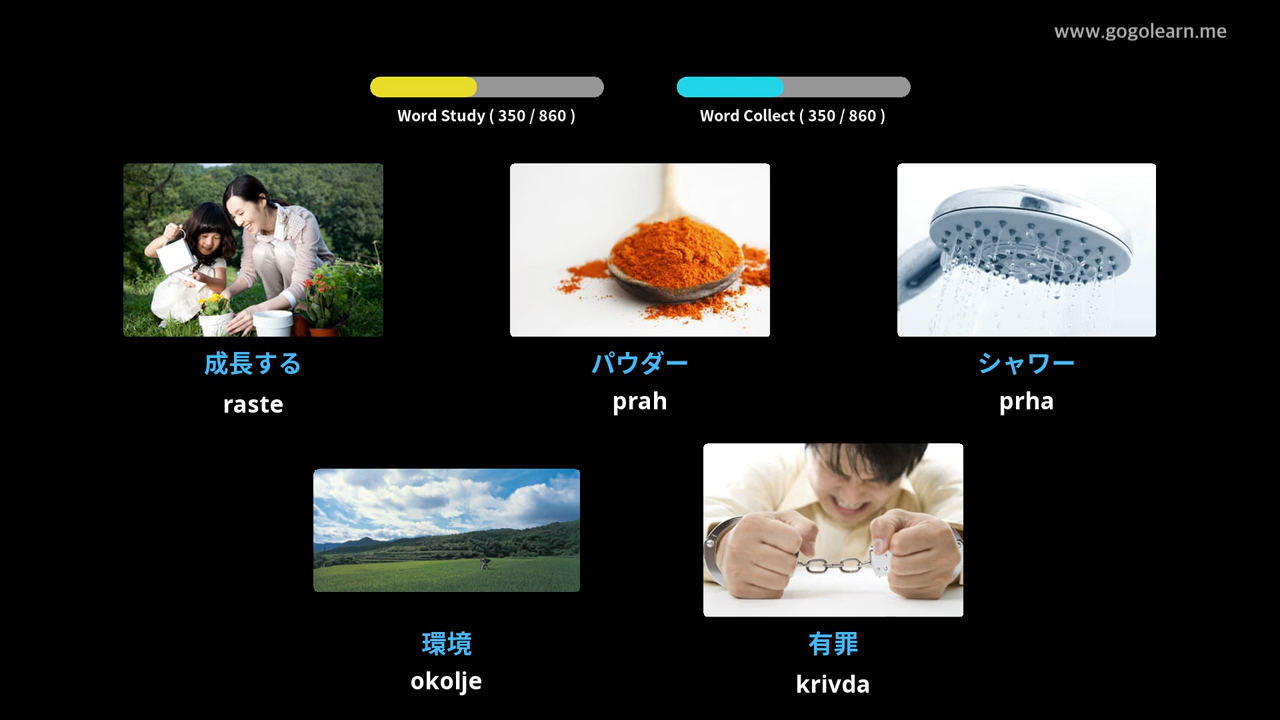 www.gogolearn.me
Word Study ( 350 / 860 )
Word Collect ( 350 / 860 )
成長する
raste
パウダー
prah
シャワー
prha
環境
okolje
有罪
krivda